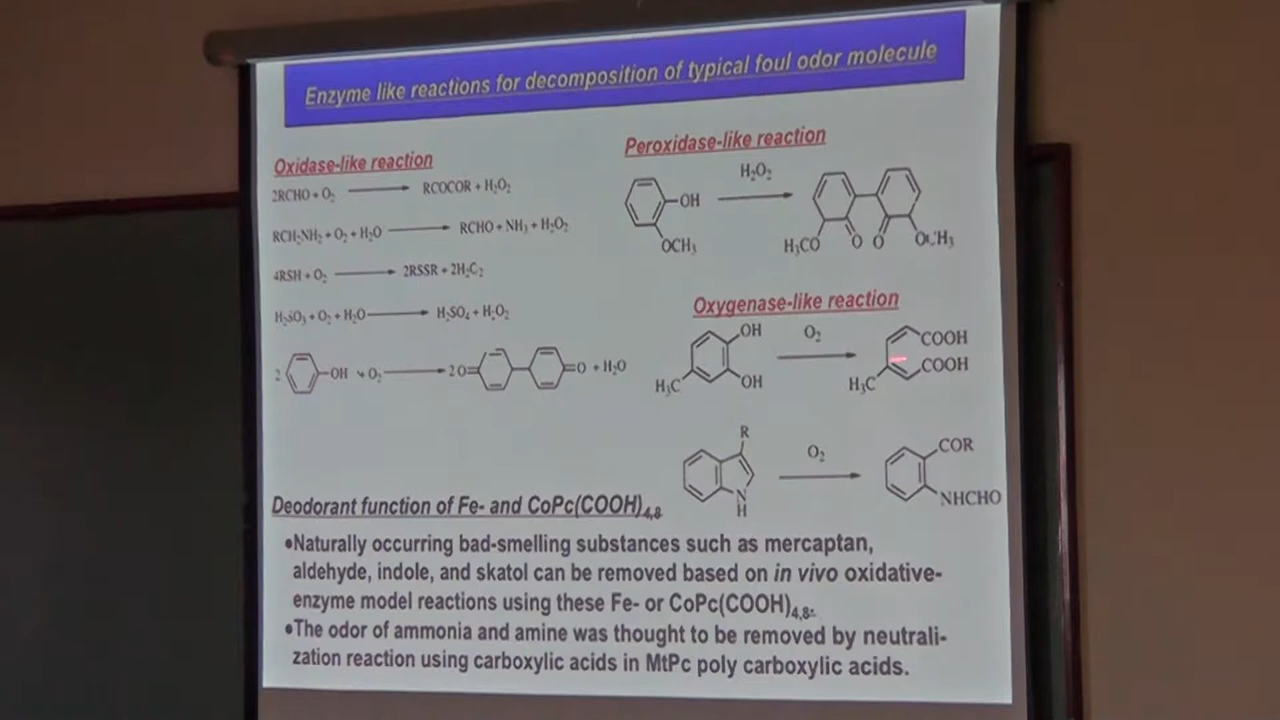 Enzyme like reactions for decomposition of typical foul odor molecule
Oxidase-like reaction
2RCHO + O₂ → RCOCOR + H₂O₂
RCH₂NH₂ + O₂ + H₂O → RCHO + NH₃ + H₂O₂
4RSH + O₂ → 2RSSR + 2H₂C₂
H₂SO₃ + O₂ + H₂O → H₂SO₄ + H₂O₂
2 OH + O₂ → 2 O= =O + H₂O
Peroxidase-like reaction
H₂O₂
OH
OCH₃
H₃CO O O OCH₃
Oxygenase-like reaction
OH O₂ COOH
COOH
H₃C OH H₃C
R
O₂ COR
N
H
NHCHO
Deodorant function of Fe- and CoPc(COOH)₄,₈
•Naturally occurring bad-smelling substances such as mercaptan,
aldehyde, indole, and skatol can be removed based on in vivo oxidative-
enzyme model reactions using these Fe- or CoPc(COOH)₄,₈.
•The odor of ammonia and amine was thought to be removed by neutrali-
zation reaction using carboxylic acids in MtPc poly carboxylic acids.